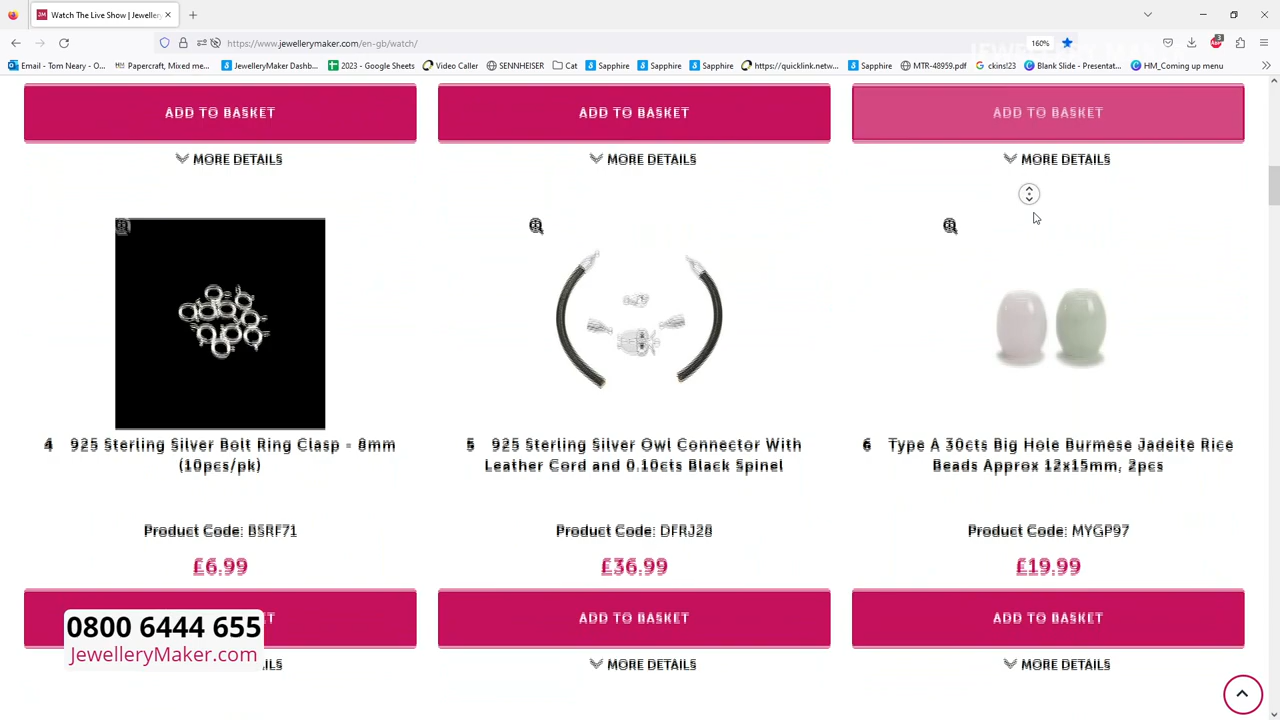 Watch The Live Show | Jeweller
https://www.jewellerymaker.com/en-gb/watch/
160%
3
Email - Tom Neary - O...
Papercraft, Mixed me...
JewelleryMaker Dashb...
2023 - Google Sheets
Video Caller
SENNHEISER
Cat
Sapphire
Sapphire
Sapphire
https://quicklink.netw...
Sapphire
MTR-48959.pdf
ckins!23
Blank Slide - Presentat...
HM_Coming up menu
ADD TO BASKET
ADD TO BASKET
ADD TO BASKET
MORE DETAILS
MORE DETAILS
MORE DETAILS
4 925 Sterling Silver Bolt Ring Clasp - 8mm
(10pcs/pk)
Product Code: BSRF71
£6.99
5 925 Sterling Silver Owl Connector With
Leather Cord and 0.10cts Black Spinel
Product Code: DFRJ28
£36.99
ADD TO BASKET
MORE DETAILS
6 Type A 30cts Big Hole Burmese Jadeite Rice
Beads Approx 12x15mm, 2pcs
Product Code: MYGP97
£19.99
ADD TO BASKET
MORE DETAILS
0800 6444 655
JewelleryMaker.com